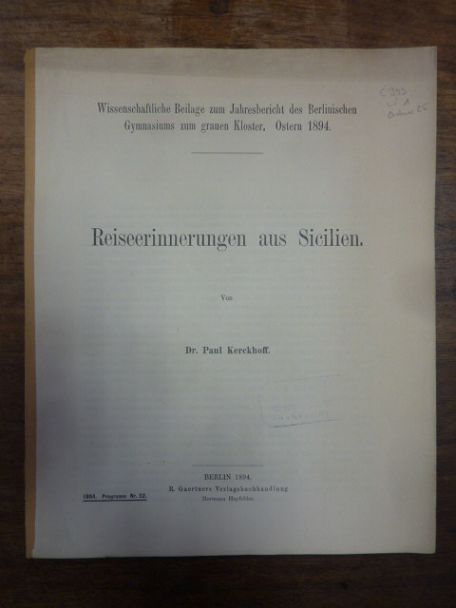 Wissenschaftliche Beilage zum Jahresbericht des Berlinischen
Gymnasiums zum grauen Kloster, Ostern 1894.
Reiseerinnerungen aus Sicilien.
Von
Dr. Paul Kerckhoff.
BERLIN 1894.
R. Gaertners Verlagsbuchhandlung
Hermann Heyfelder.
1894. Programm Nr. 52.